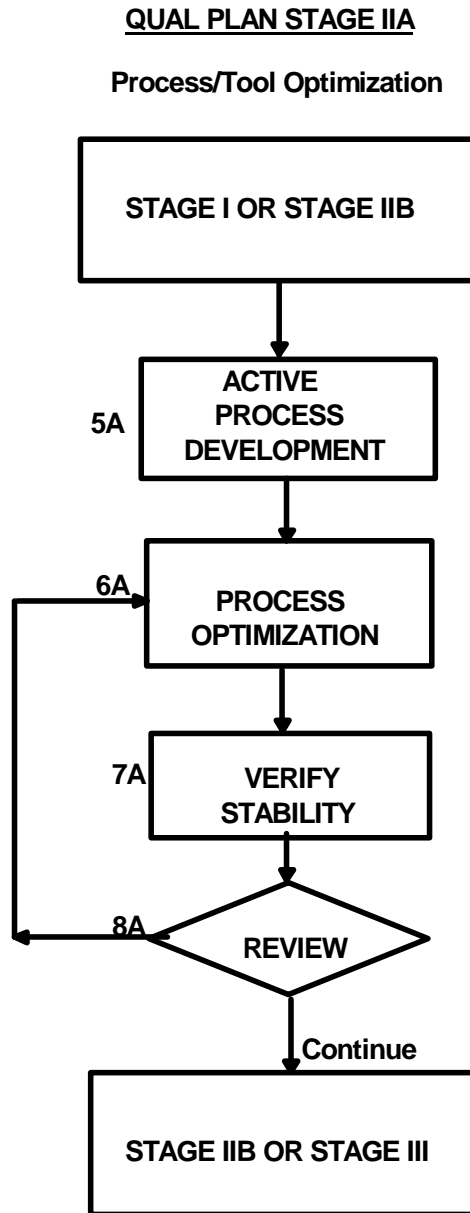 QUAL PLAN STAGE IIA
Process/Tool Optimization
STAGE I OR STAGE IIB
5A
ACTIVE
PROCESS
DEVELOPMENT
6A
PROCESS
OPTIMIZATION
7A
VERIFY
STABILITY
8A
REVIEW
Continue
STAGE IIB OR STAGE III